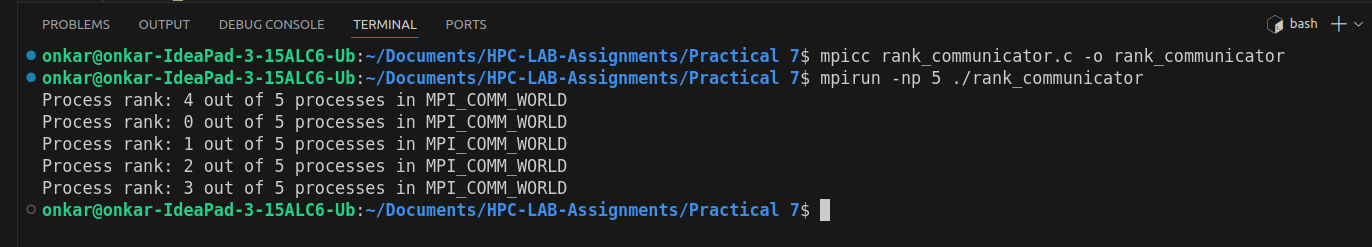 PROBLEMS OUTPUT DEBUG CONSOLE TERMINAL PORTS bash
onkar@onkar-IdeaPad-3-15ALC6-Ub:~/Documents/HPC-LAB-Assignments/Practical 7$ mpicc rank_communicator.c -o rank_communicator
onkar@onkar-IdeaPad-3-15ALC6-Ub:~/Documents/HPC-LAB-Assignments/Practical 7$ mpirun -np 5 ./rank_communicator
Process rank: 4 out of 5 processes in MPI_COMM_WORLD
Process rank: 0 out of 5 processes in MPI_COMM_WORLD
Process rank: 1 out of 5 processes in MPI_COMM_WORLD
Process rank: 2 out of 5 processes in MPI_COMM_WORLD
Process rank: 3 out of 5 processes in MPI_COMM_WORLD
onkar@onkar-IdeaPad-3-15ALC6-Ub:~/Documents/HPC-LAB-Assignments/Practical 7$